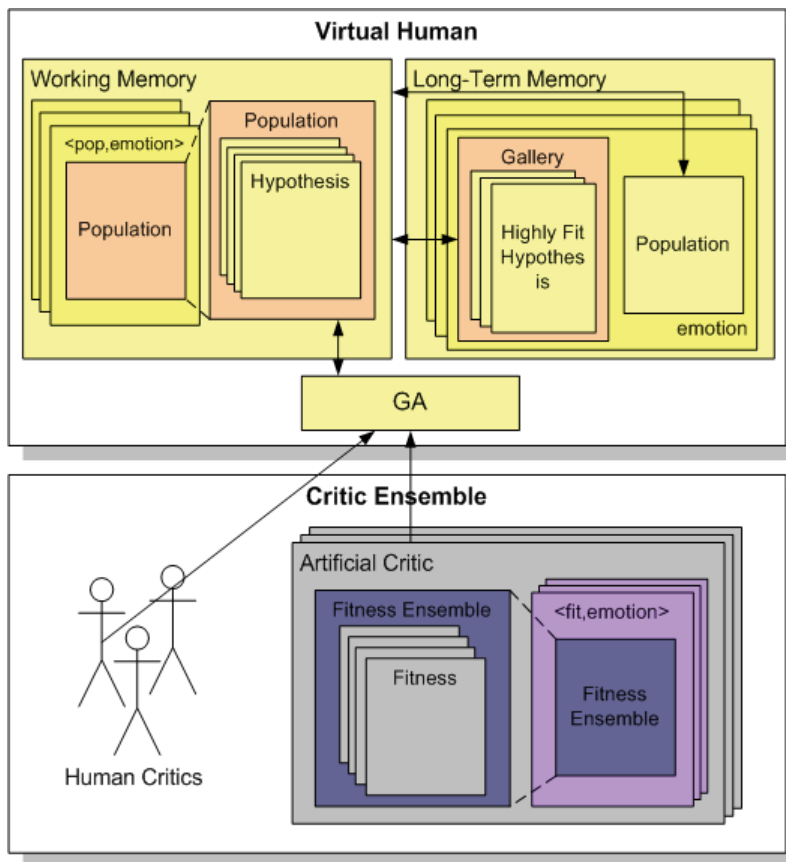 Virtual Human
Working Memory
<pop,emotion>
Population
Population
Hypothesis
Long-Term Memory
Gallery
Highly Fit
Hypothes
is
Population
emotion
GA
Critic Ensemble
Human Critics
Artificial Critic
Fitness Ensemble
Fitness
<fit,emotion>
Fitness
Ensemble